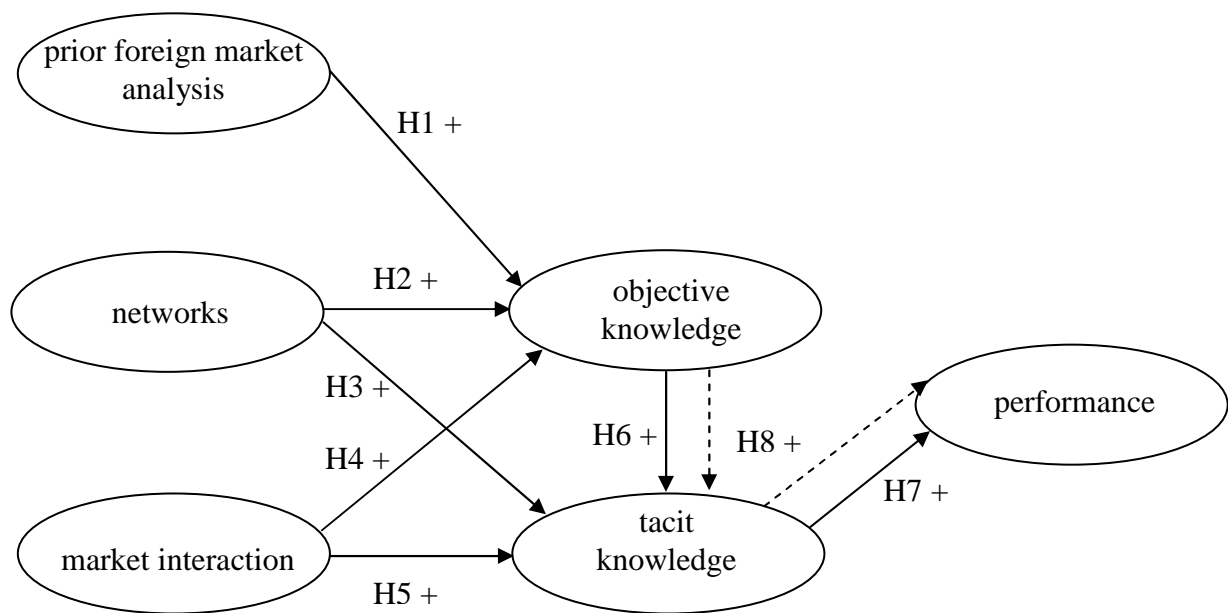 prior foreign market
analysis
H1 +
networks
H2 +
objective
knowledge
H3 +
H4 +
H6 +
H8 +
performance
H7 +
market interaction
H5 +
tacit
knowledge